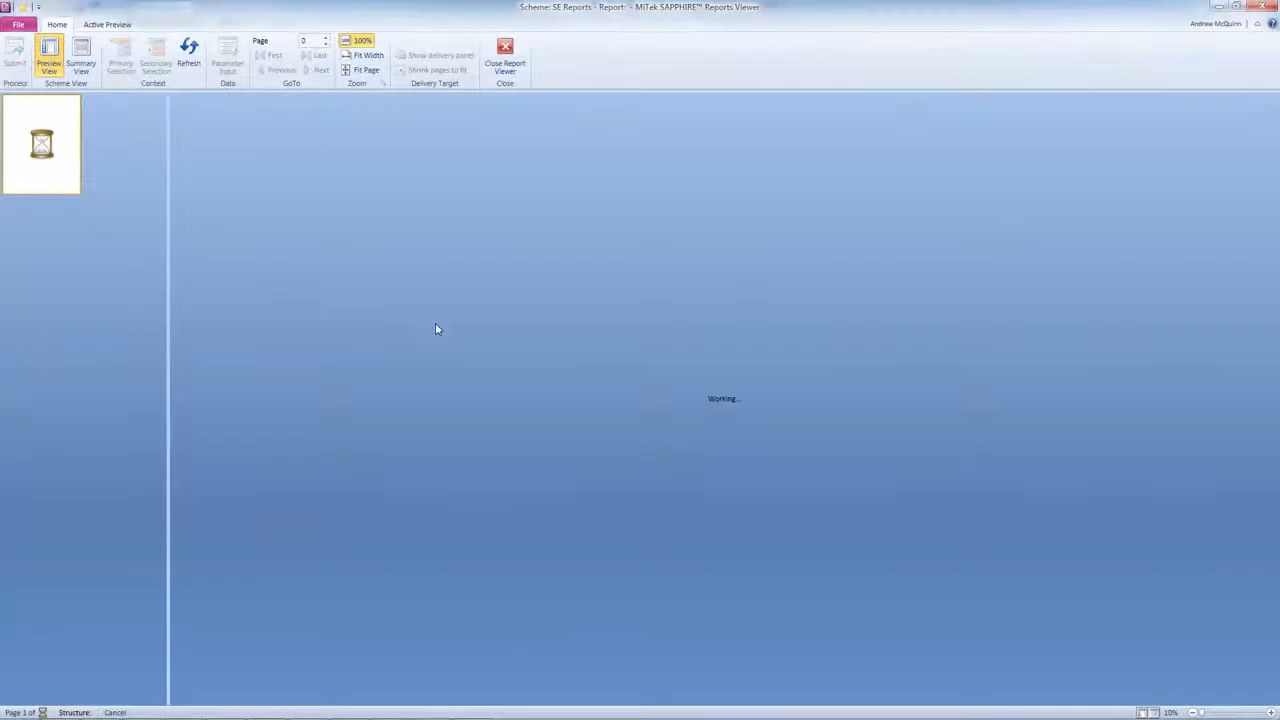 Scheme: SE Reports - Report: - MiTek SAPPHIRE™ Reports Viewer
File Home Active Preview
Andrew McQuinn
Submit
Preview View
Summary View
Primary Selection
Secondary Selection
Refresh
Parameter Input
Page 0
First Last
Previous Next
100%
Fit Width
Fit Page
Show delivery panel
Shrink pages to fit
Close Report Viewer
Process Scheme View Context Data GoTo Zoom Delivery Target Close
Working...
Page 1 of Structure: Cancel
10%